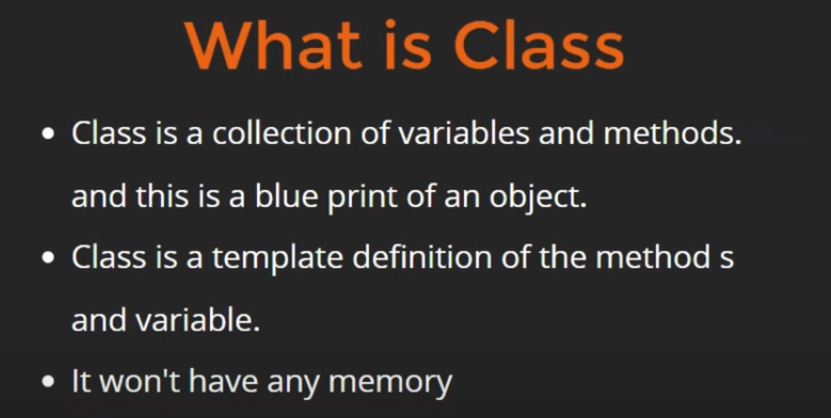 What is Class
• Class is a collection of variables and methods.
and this is a blue print of an object.
• Class is a template definition of the method s
and variable.
• It won't have any memory